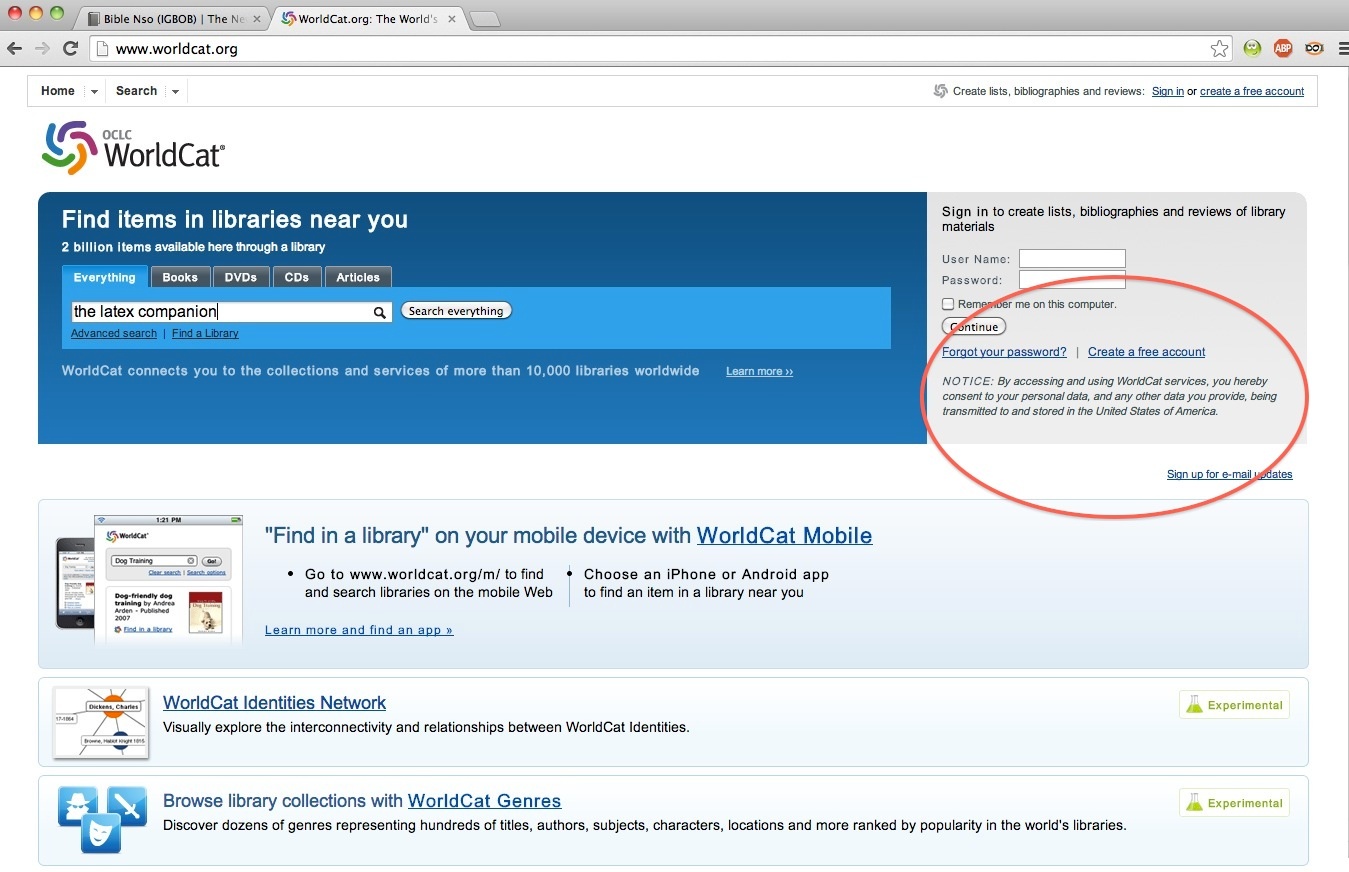 Bible Nso (IGBOB) | The Ne
WorldCat.org: The World's
www.worldcat.org
ABP
DOI
Home
Search
Create lists, bibliographies and reviews: Sign in or create a free account
OCLC
WorldCat®
Find items in libraries near you
2 billion items available here through a library
Everything
Books
DVDs
CDs
Articles
the latex companion
Search everything
Advanced search | Find a Library
WorldCat connects you to the collections and services of more than 10,000 libraries worldwide
Learn more ››
Sign in to create lists, bibliographies and reviews of library
materials
User Name:
Password:
Remember me on this computer.
Continue
Forgot your password? | Create a free account
NOTICE: By accessing and using WorldCat services, you hereby
consent to your personal data, and any other data you provide, being
transmitted to and stored in the United States of America.
Sign up for e-mail updates
1:21 PM
WorldCat®
Dog Training
Go!
Clear search | Search options
Dog-friendly dog
training by Andrea
Arden - Published
2007
Find in a library
Dog Training
"Find in a library" on your mobile device with WorldCat Mobile
• Go to www.worldcat.org/m/ to find
and search libraries on the mobile Web
• Choose an iPhone or Android app
to find an item in a library near you
Learn more and find an app »
Dickens, Charles
17-1864
Browne, Hablot Knight 1815
WorldCat Identities Network
Visually explore the interconnectivity and relationships between WorldCat Identities.
Experimental
Browse library collections with WorldCat Genres
Discover dozens of genres representing hundreds of titles, authors, subjects, characters, locations and more ranked by popularity in the world's libraries.
Experimental